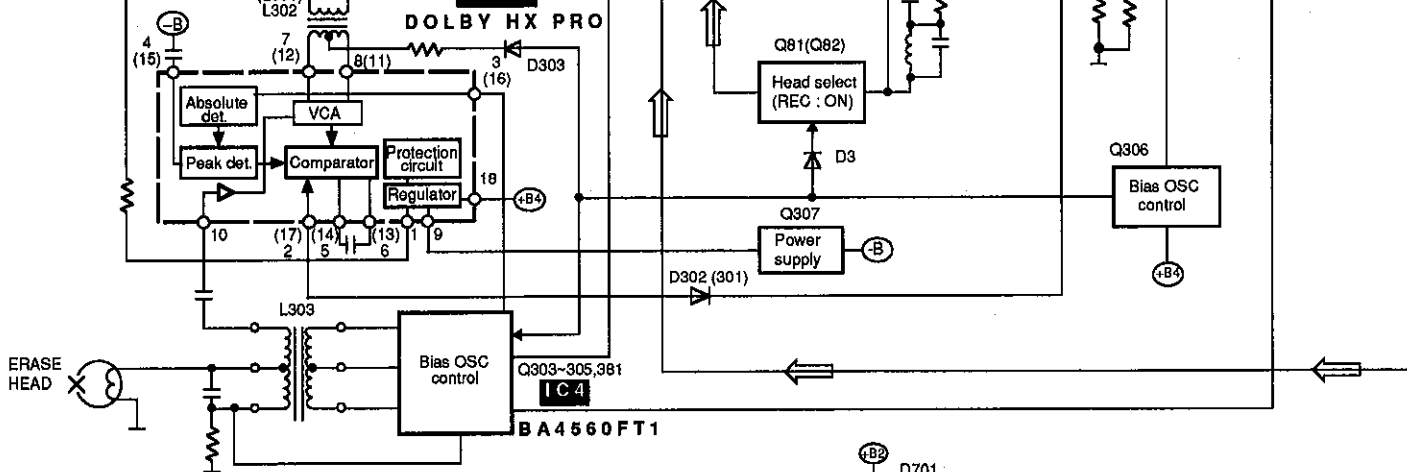 L302
DOLBY HX PRO
-B
4
(15)
7
(12)
8(11)
3
(16)
D303
Absolute
det.
VCA
Peak det.
Comparator
Protection
circuit
Regulator
18
+B4
10
(17)
2
(14)
5
(13)
6
1
9
Q81(Q82)
Head select
(REC : ON)
D3
Q306
Bias OSC
control
+B4
Q307
Power
supply
-B
D302 (301)
L303
ERASE
HEAD
Bias OSC
control
Q303~305,381
IC4
BA4560FT1
+B2
D701